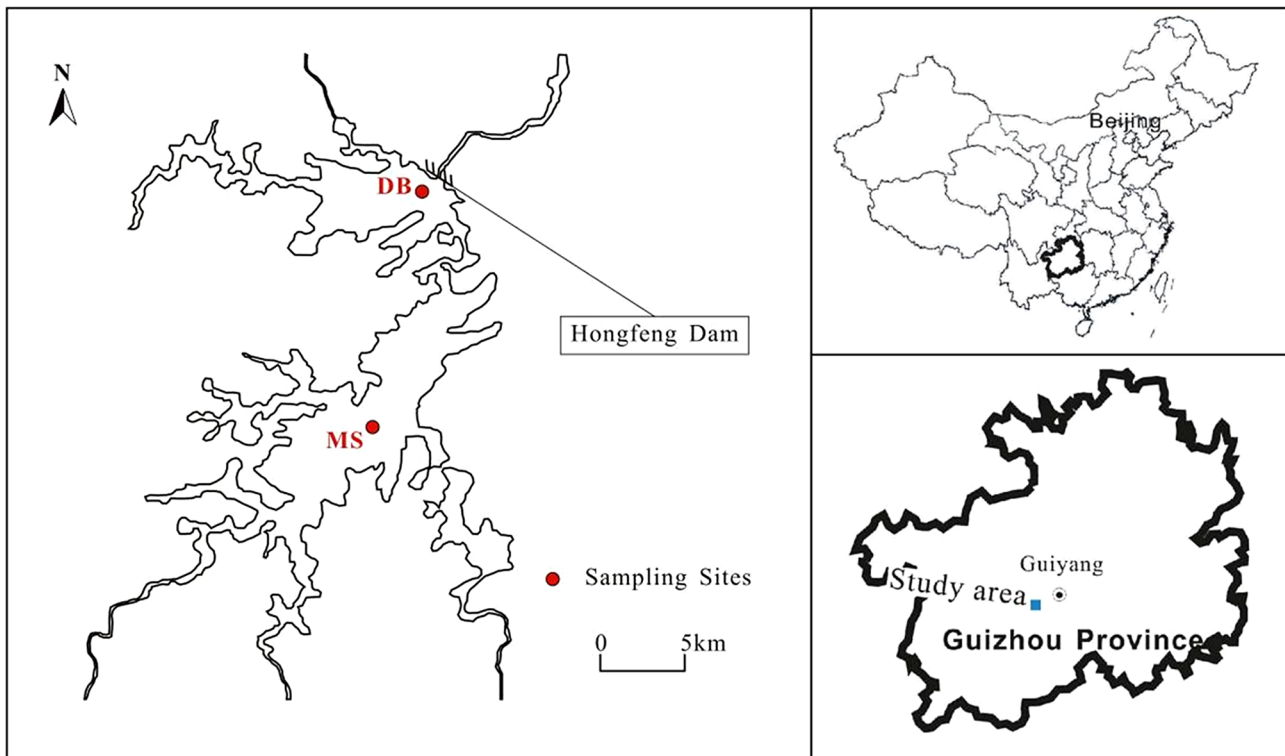 N
DB
Hongfeng Dam
MS
Sampling Sites
0 5km
Beijing
Guiyang
Study area
Guizhou Province